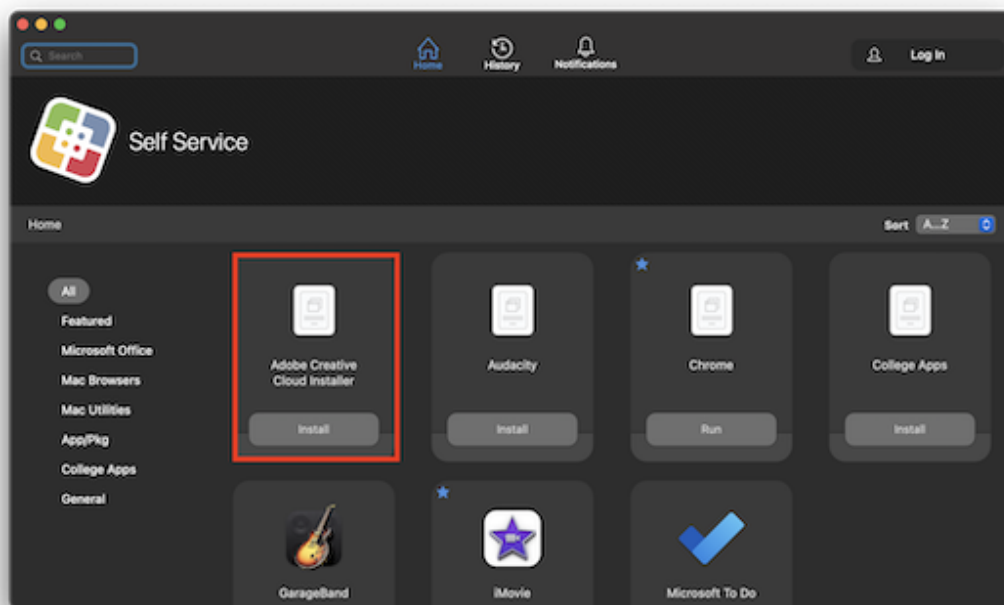 Search
Home
History
Notifications
Log In
Self Service
Home
Sort
A...Z
All
Featured
Microsoft Office
Mac Browsers
Mac Utilities
App/Pkg
College Apps
General
Adobe Creative
Cloud Installer
Install
Audacity
Install
Chrome
Run
College Apps
Install
GarageBand
iMovie
Microsoft To Do